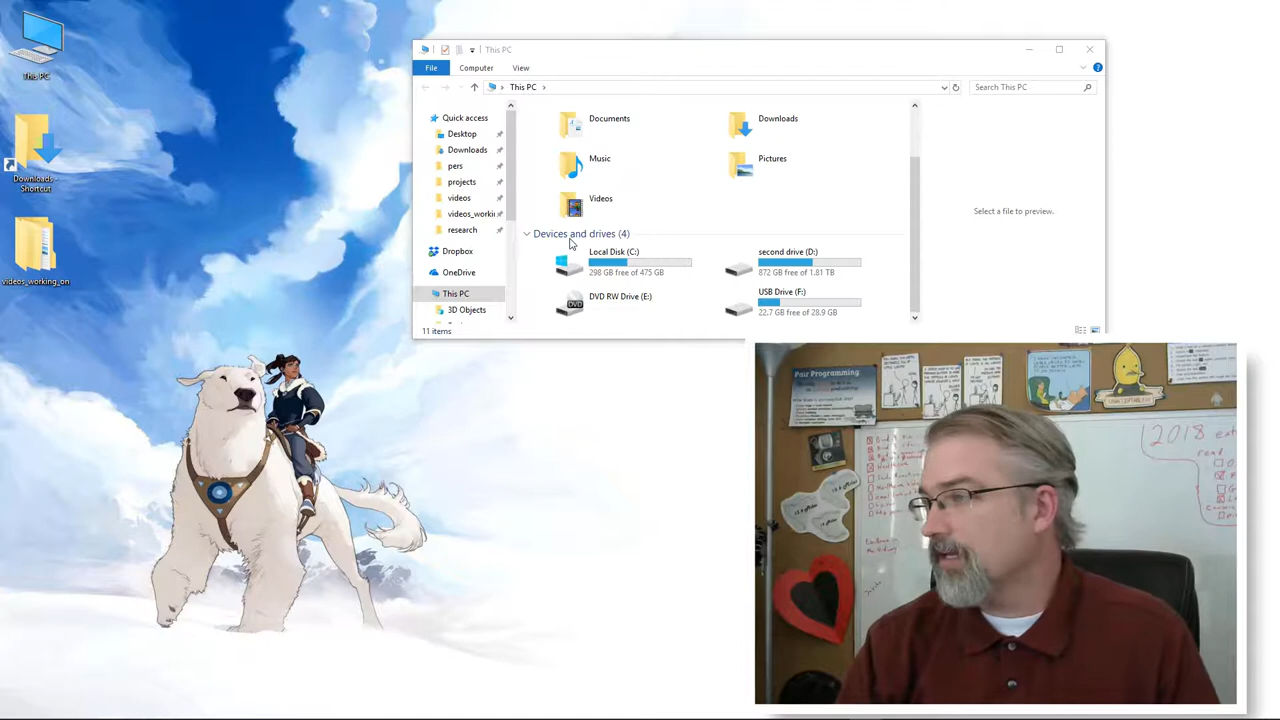 This PC
Downloads -
Shortcut
videos_working_on
This PC
File
Computer
View
This PC
Search This PC
Quick access
Desktop
Downloads
pers
projects
videos
videos_worki
research
Dropbox
OneDrive
This PC
3D Objects
Documents
Downloads
Music
Pictures
Videos
Devices and drives (4)
Local Disk (C:)
298 GB free of 475 GB
second drive (D:)
872 GB free of 1.81 TB
DVD RW Drive (E:)
DVD
USB Drive (F:)
22.7 GB free of 28.9 GB
Select a file to preview.
11 items
Pair Programming
UNACCEPTABLE
2018
read